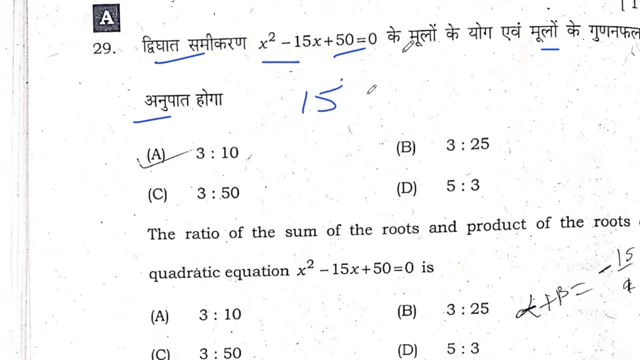 A
29. द्विघात समीकरण x² − 15x + 50 = 0 के मूलों के योग एवं मूलों के गुणनफल
अनुपात होगा 15
(A) 3 : 10 (B) 3 : 25
(C) 3 : 50 (D) 5 : 3
The ratio of the sum of the roots and product of the roots
quadratic equation x² − 15x + 50 = 0 is
α + β = −15
(A) 3 : 10 (B) 3 : 25
(C) 3 : 50 (D) 5 : 3